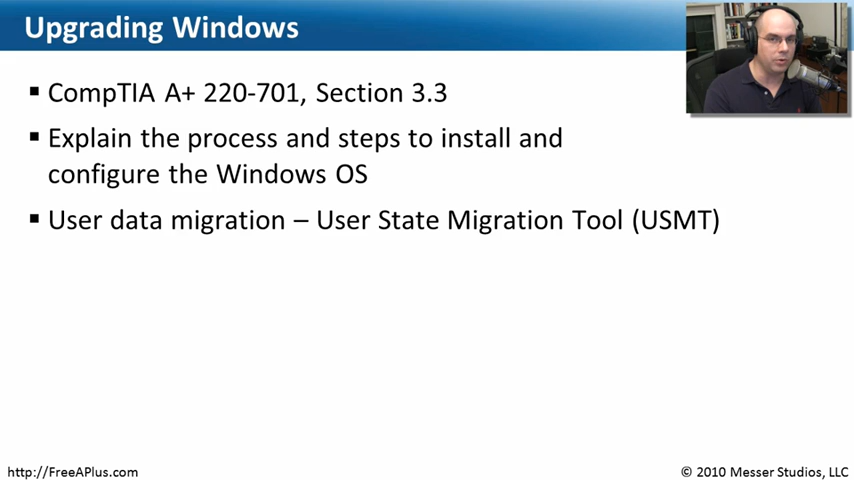 Upgrading Windows
▪ CompTIA A+ 220-701, Section 3.3
▪ Explain the process and steps to install and
configure the Windows OS
▪ User data migration – User State Migration Tool (USMT)
http://FreeAPlus.com
© 2010 Messer Studios, LLC